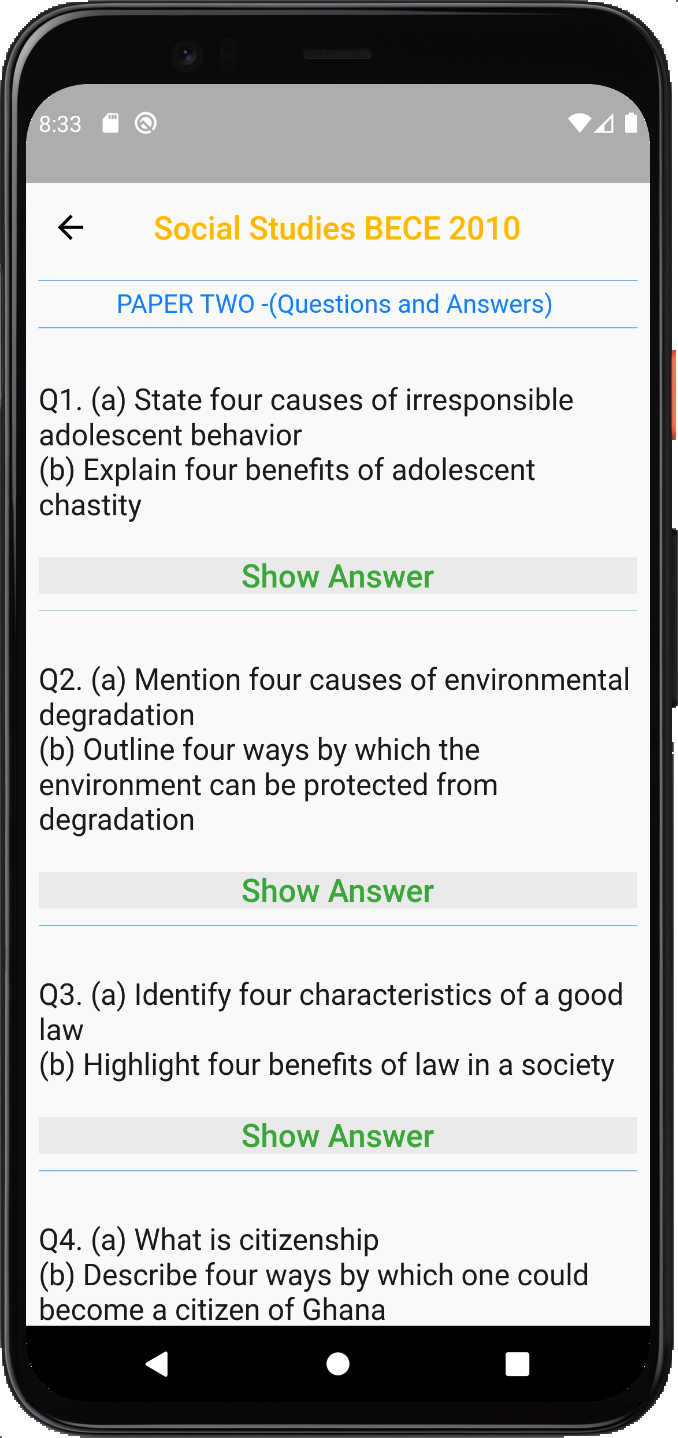 8:33
Social Studies BECE 2010
PAPER TWO -(Questions and Answers)
Q1. (a) State four causes of irresponsible
adolescent behavior
(b) Explain four benefits of adolescent
chastity
Show Answer
Q2. (a) Mention four causes of environmental
degradation
(b) Outline four ways by which the
environment can be protected from
degradation
Show Answer
Q3. (a) Identify four characteristics of a good
law
(b) Highlight four benefits of law in a society
Show Answer
Q4. (a) What is citizenship
(b) Describe four ways by which one could
become a citizen of Ghana